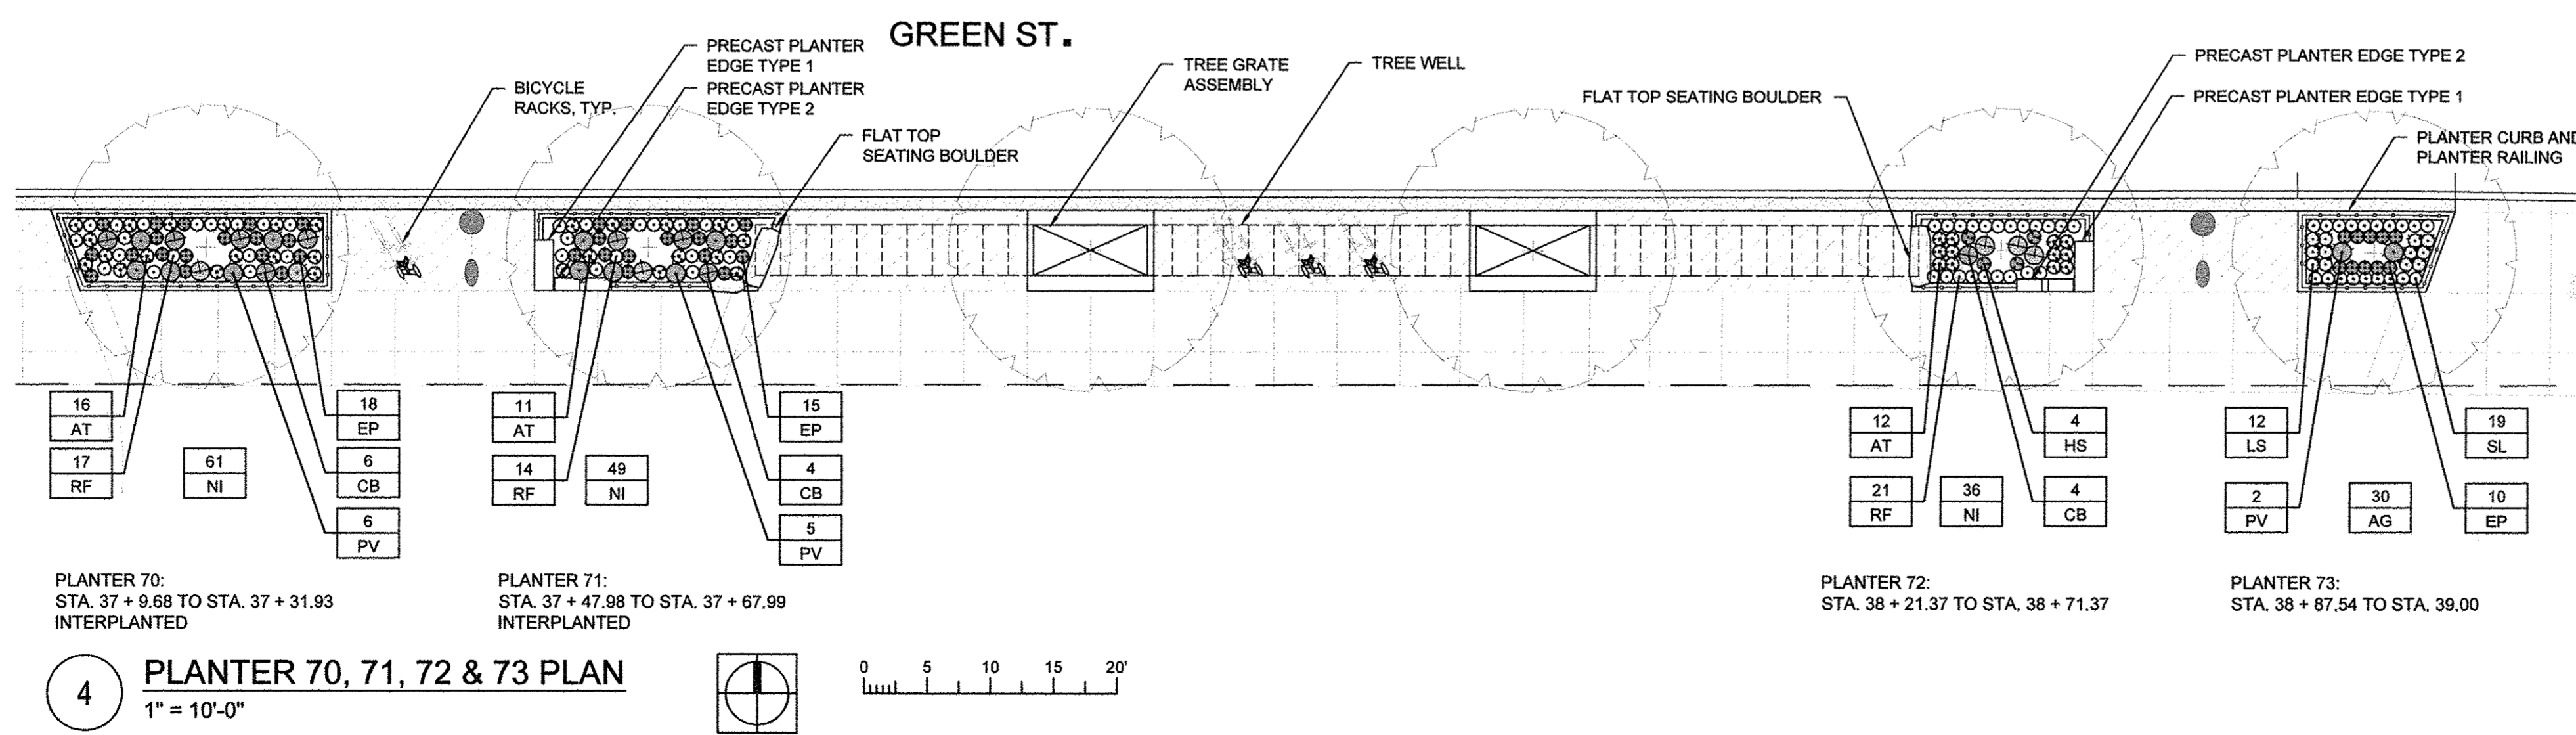 GREEN ST.
PRECAST PLANTER
EDGE TYPE 1
PRECAST PLANTER
EDGE TYPE 2
BICYCLE
RACKS, TYP.
FLAT TOP
SEATING BOULDER
TREE GRATE
ASSEMBLY
TREE WELL
FLAT TOP SEATING BOULDER
PRECAST PLANTER EDGE TYPE 2
PRECAST PLANTER EDGE TYPE 1
PLANTER CURB AND
PLANTER RAILING
16
AT
17
RF
61
NI
18
EP
6
CB
6
PV
11
AT
14
RF
49
NI
15
EP
4
CB
5
PV
12
AT
21
RF
36
NI
4
HS
4
CB
12
LS
2
PV
30
AG
19
SL
10
EP
PLANTER 70:
STA. 37 + 9.68 TO STA. 37 + 31.93
INTERPLANTED
PLANTER 71:
STA. 37 + 47.98 TO STA. 37 + 67.99
INTERPLANTED
PLANTER 72:
STA. 38 + 21.37 TO STA. 38 + 71.37
PLANTER 73:
STA. 38 + 87.54 TO STA. 39.00
4
PLANTER 70, 71, 72 & 73 PLAN
1" = 10'-0"
0 5 10 15 20'